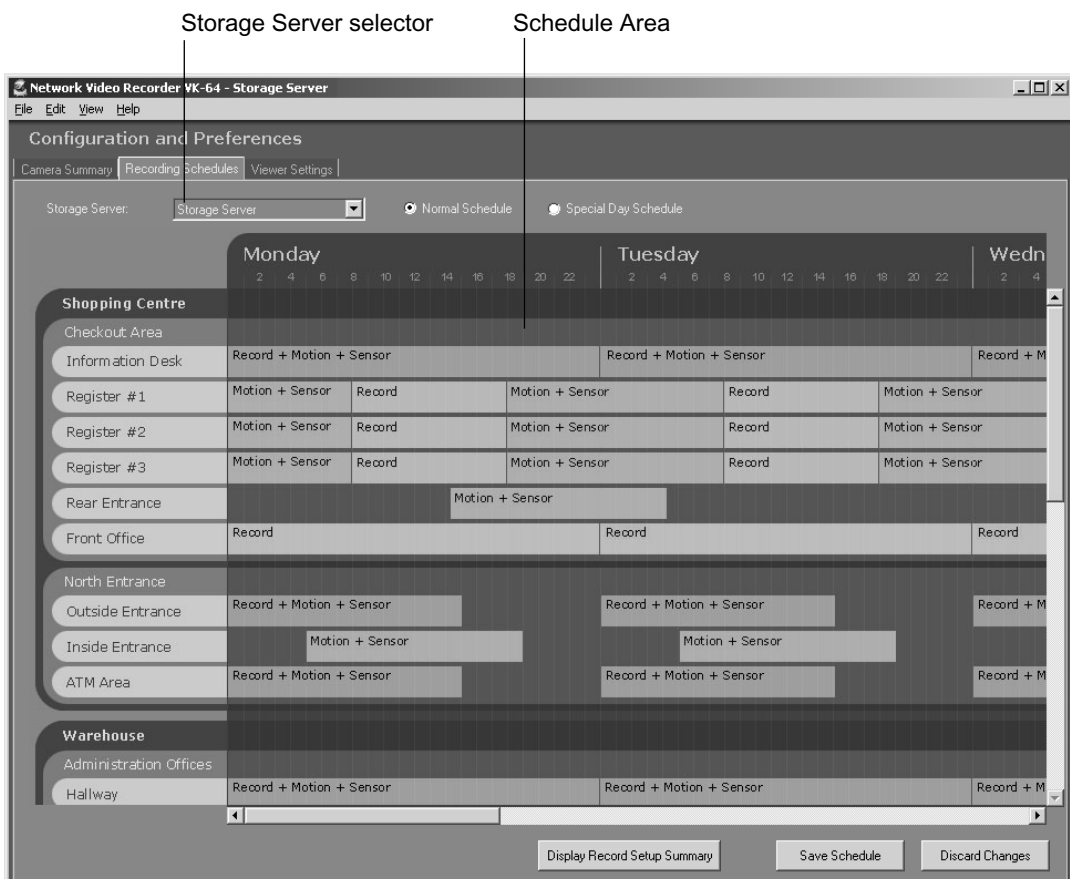 Storage Server selector Schedule Area
Network Video Recorder VK-64 - Storage Server
File Edit View Help
Configuration and Preferences
Camera Summary Recording Schedules Viewer Settings
Storage Server: Storage Server Normal Schedule Special Day Schedule
Monday Tuesday Wedn
2 4 6 8 10 12 14 16 18 20 22 2 4 6 8 10 12 14 16 18 20 22 2 4
Shopping Centre
Checkout Area
Information Desk Record + Motion + Sensor Record + Motion + Sensor Record + M
Register #1 Motion + Sensor Record Motion + Sensor Record Motion + Sensor
Register #2 Motion + Sensor Record Motion + Sensor Record Motion + Sensor
Register #3 Motion + Sensor Record Motion + Sensor Record Motion + Sensor
Rear Entrance Motion + Sensor
Front Office Record Record Record
North Entrance
Outside Entrance Record + Motion + Sensor Record + Motion + Sensor Record + M
Inside Entrance Motion + Sensor Motion + Sensor
ATM Area Record + Motion + Sensor Record + Motion + Sensor Record + M
Warehouse
Administration Offices
Hallway Record + Motion + Sensor Record + Motion + Sensor Record + M
Display Record Setup Summary Save Schedule Discard Changes